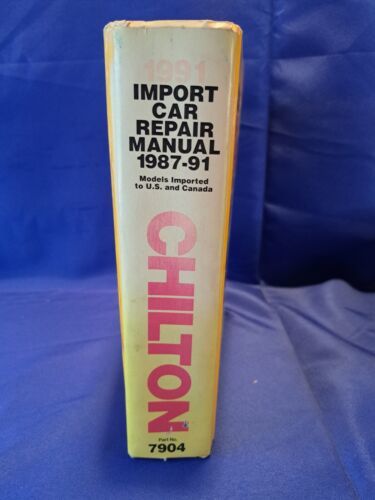 1991
IMPORT
CAR
REPAIR
MANUAL
1987-91
Models Imported
to U.S. and Canada
CHILTON
Part No.
7904